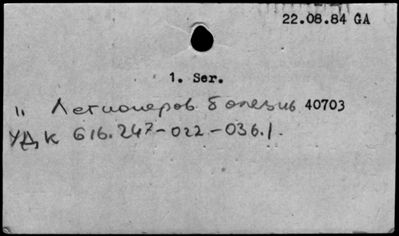 22.08.84 GA
1. Ser.
" Легионеров болезнь 40703
УДК 616.247-022-036.1.